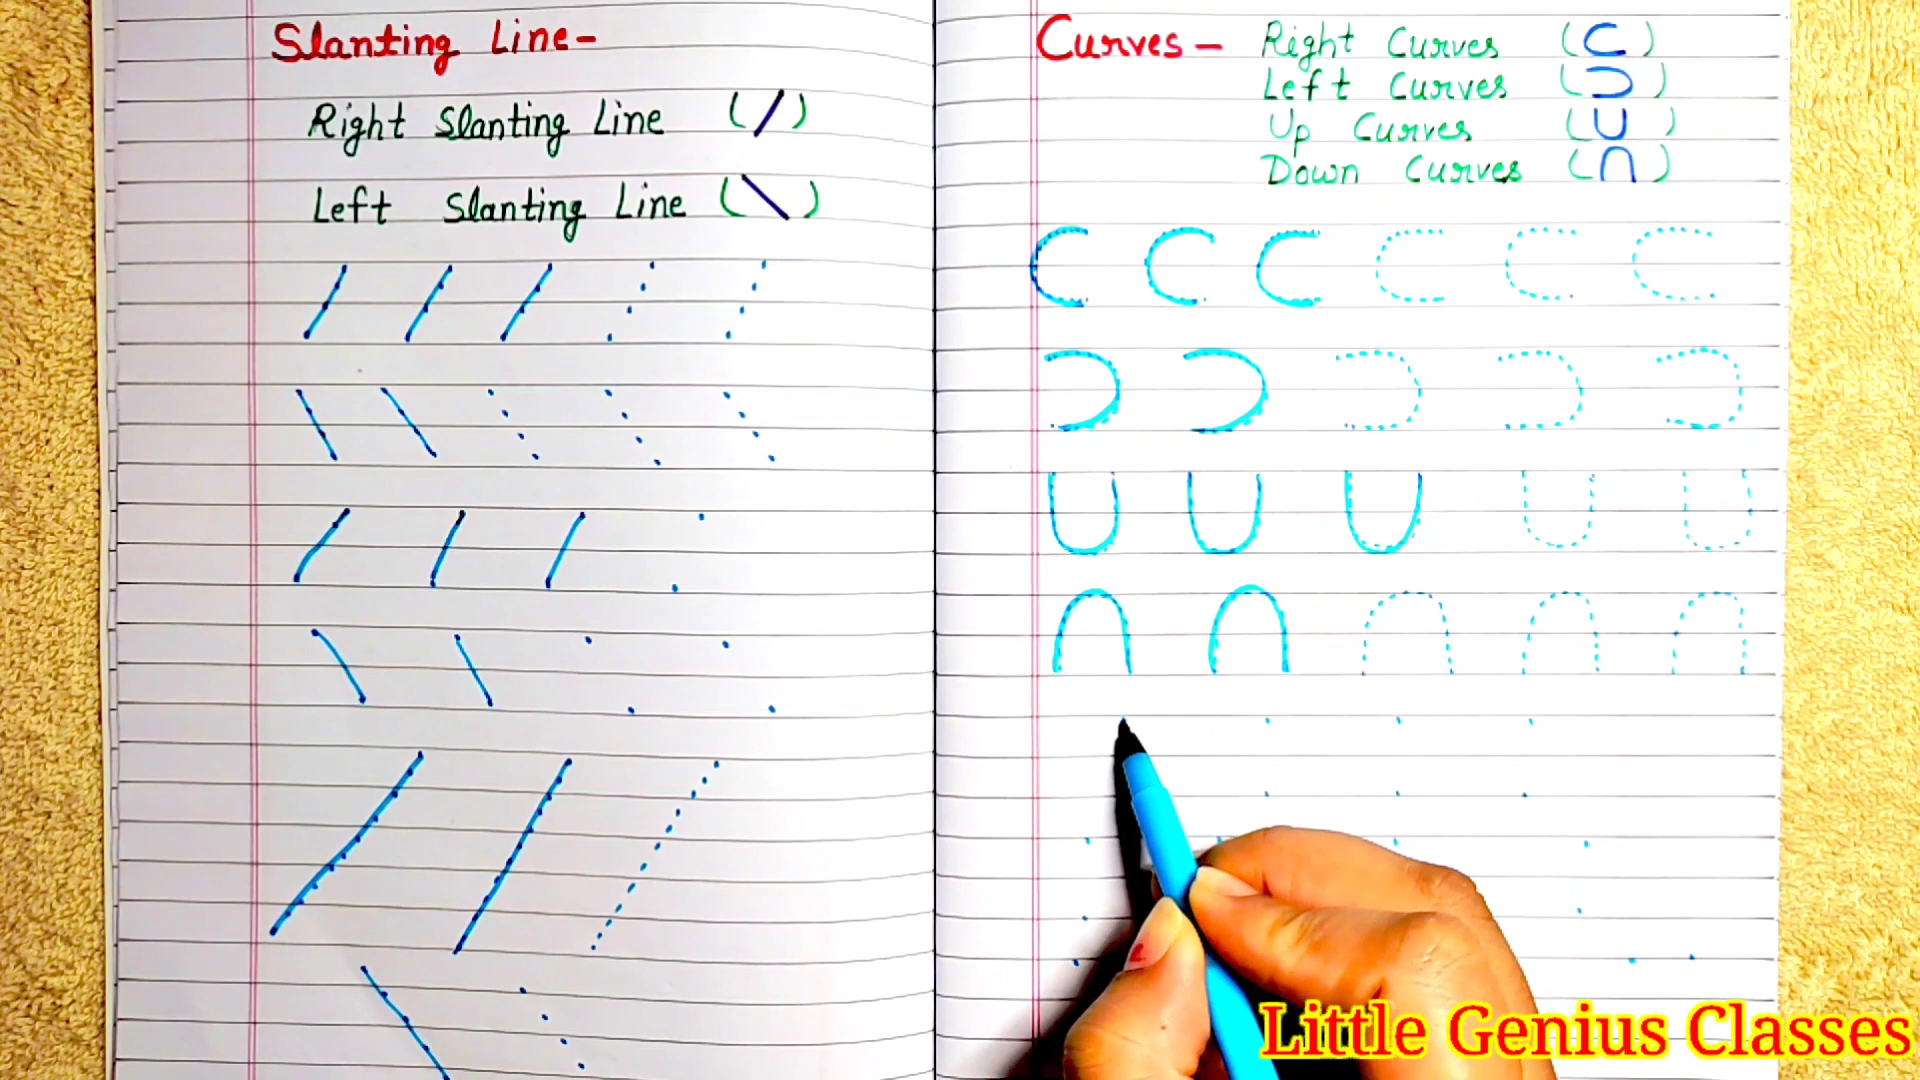 Slanting Line-
Right Slanting Line (/)
Left Slanting Line (\)
Curves - Right Curves (⊂)
Left Curves (⊃)
Up Curves (∪)
Down Curves (∩)
Little Genius Classes